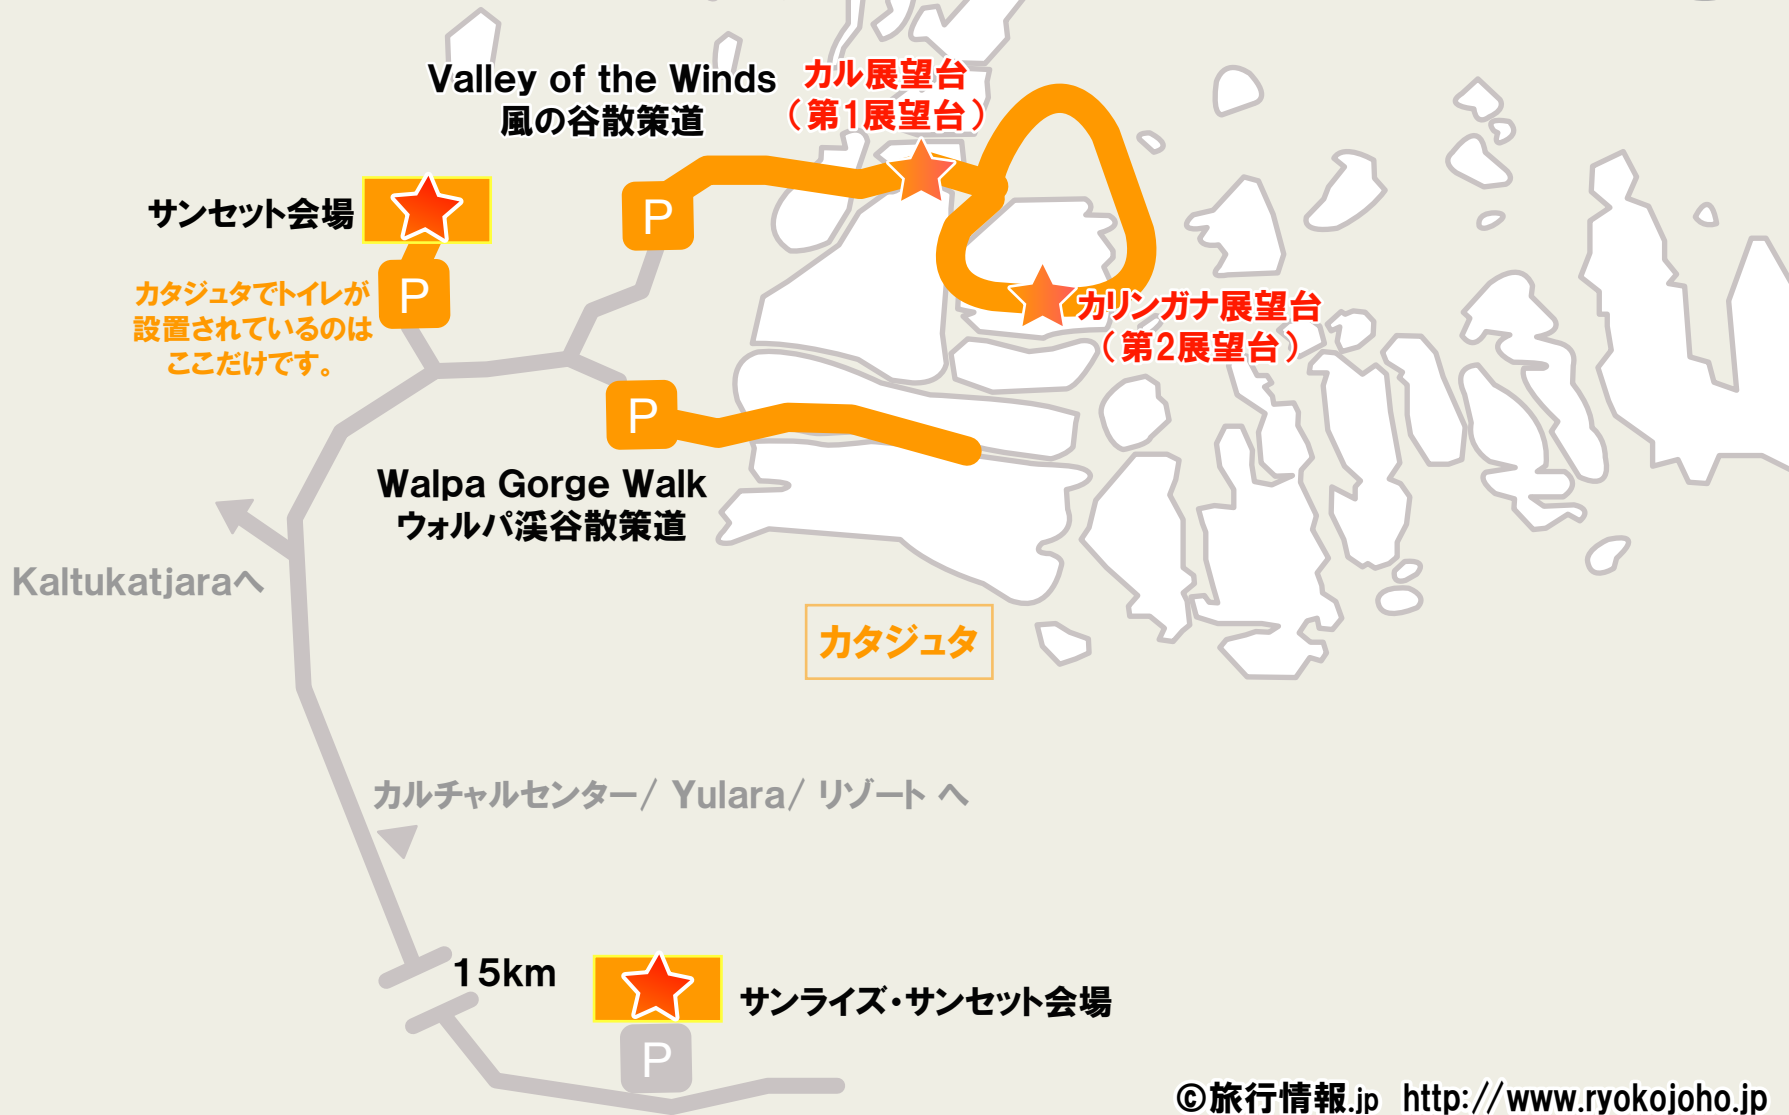 Valley of the Winds
風の谷散策道
カル展望台
（第1展望台）
サンセット会場
P
P
カタジュタでトイレが
設置されているのは
ここだけです。
カリンガナ展望台
（第2展望台）
P
Walpa Gorge Walk
ウォルパ渓谷散策道
Kaltukatjaraへ
カタジュタ
カルチャルセンター/ Yulara/ リゾート へ
15km
サンライズ・サンセット会場
P
©旅行情報.jp http://www.ryokojoho.jp